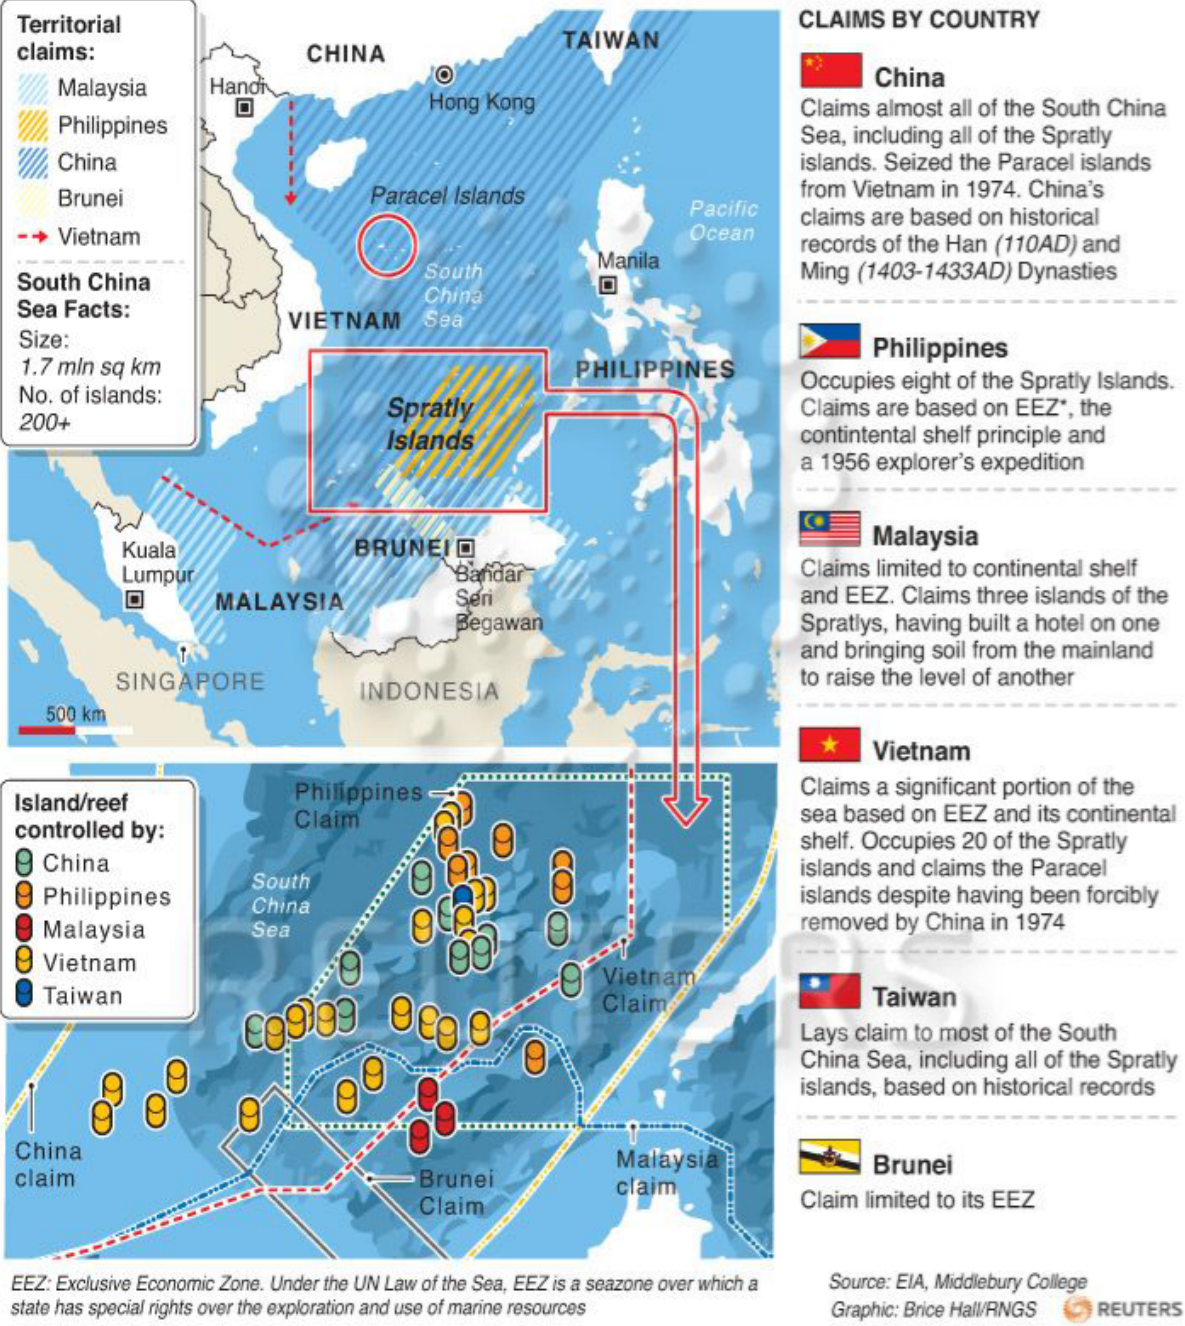 Territorial
claims:
Malaysia
Philippines
China
Brunei
Vietnam
South China
Sea Facts:
Size:
1.7 mln sq km
No. of islands:
200+
CHINA
TAIWAN
Hanoi
Hong Kong
Paracel Islands
Pacific
Ocean
South
China
Sea
Manila
VIETNAM
PHILIPPINES
Spratly
Islands
Kuala
Lumpur
BRUNEI
Bandar
Seri
Begawan
MALAYSIA
SINGAPORE
INDONESIA
500 km
Island/reef
controlled by:
China
Philippines
Malaysia
Vietnam
Taiwan
Philippines
Claim
South
China
Sea
Vietnam
Claim
China
claim
Brunei
Claim
Malaysia
claim
REUTERS
EEZ: Exclusive Economic Zone. Under the UN Law of the Sea, EEZ is a seazone over which a
state has special rights over the exploration and use of marine resources
CLAIMS BY COUNTRY
China
Claims almost all of the South China
Sea, including all of the Spratly
islands. Seized the Paracel islands
from Vietnam in 1974. China's
claims are based on historical
records of the Han (110AD) and
Ming (1403-1433AD) Dynasties
Philippines
Occupies eight of the Spratly Islands.
Claims are based on EEZ*, the
contintental shelf principle and
a 1956 explorer's expedition
Malaysia
Claims limited to continental shelf
and EEZ. Claims three islands of the
Spratlys, having built a hotel on one
and bringing soil from the mainland
to raise the level of another
Vietnam
Claims a significant portion of the
sea based on EEZ and its continental
shelf. Occupies 20 of the Spratly
islands and claims the Paracel
islands despite having been forcibly
removed by China in 1974
Taiwan
Lays claim to most of the South
China Sea, including all of the Spratly
islands, based on historical records
Brunei
Claim limited to its EEZ
Source: EIA, Middlebury College
Graphic: Brice Hall/RNGS
REUTERS